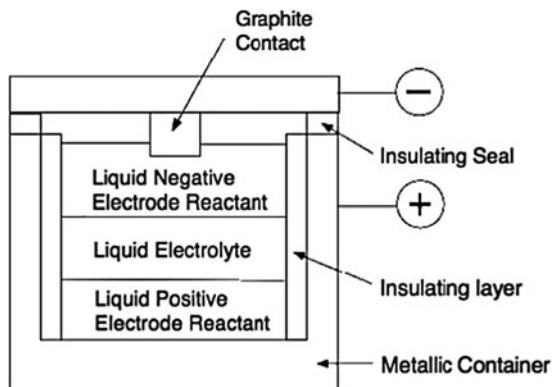 Graphite
Contact
−
Insulating Seal
Liquid Negative
Electrode Reactant
+
Liquid Electrolyte
Insulating layer
Liquid Positive
Electrode Reactant
Metallic Container